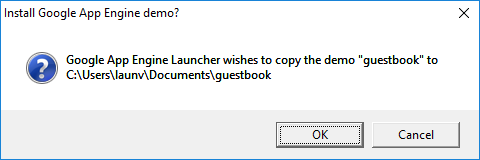 Install Google App Engine demo?
Google App Engine Launcher wishes to copy the demo "guestbook" to
C:\Users\launv\Documents\guestbook
OK
Cancel